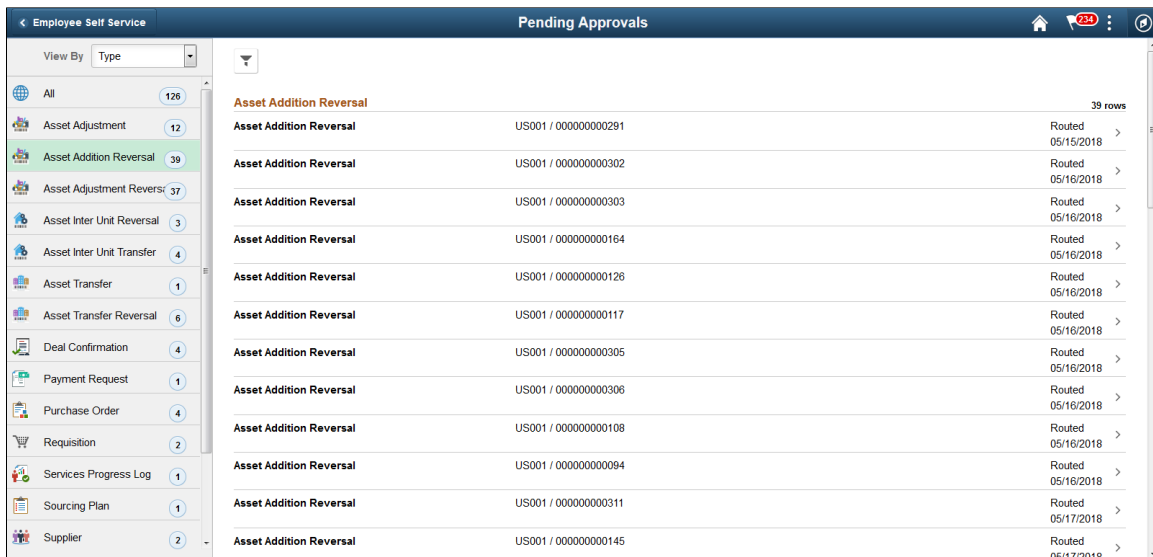 Employee Self Service
Pending Approvals
234
View By Type
All 126
Asset Adjustment 12
Asset Addition Reversal 39
Asset Adjustment Revers 37
Asset Inter Unit Reversal 3
Asset Inter Unit Transfer 4
Asset Transfer 1
Asset Transfer Reversal 6
Deal Confirmation 4
Payment Request 1
Purchase Order 4
Requisition 2
Services Progress Log 1
Sourcing Plan 1
Supplier 2
Asset Addition Reversal
39 rows
Asset Addition Reversal US001 / 000000000291 Routed
05/15/2018
Asset Addition Reversal US001 / 000000000302 Routed
05/16/2018
Asset Addition Reversal US001 / 000000000303 Routed
05/16/2018
Asset Addition Reversal US001 / 000000000164 Routed
05/16/2018
Asset Addition Reversal US001 / 000000000126 Routed
05/16/2018
Asset Addition Reversal US001 / 000000000117 Routed
05/16/2018
Asset Addition Reversal US001 / 000000000305 Routed
05/16/2018
Asset Addition Reversal US001 / 000000000306 Routed
05/16/2018
Asset Addition Reversal US001 / 000000000108 Routed
05/16/2018
Asset Addition Reversal US001 / 000000000094 Routed
05/16/2018
Asset Addition Reversal US001 / 000000000311 Routed
05/17/2018
Asset Addition Reversal US001 / 000000000145 Routed
05/17/2018